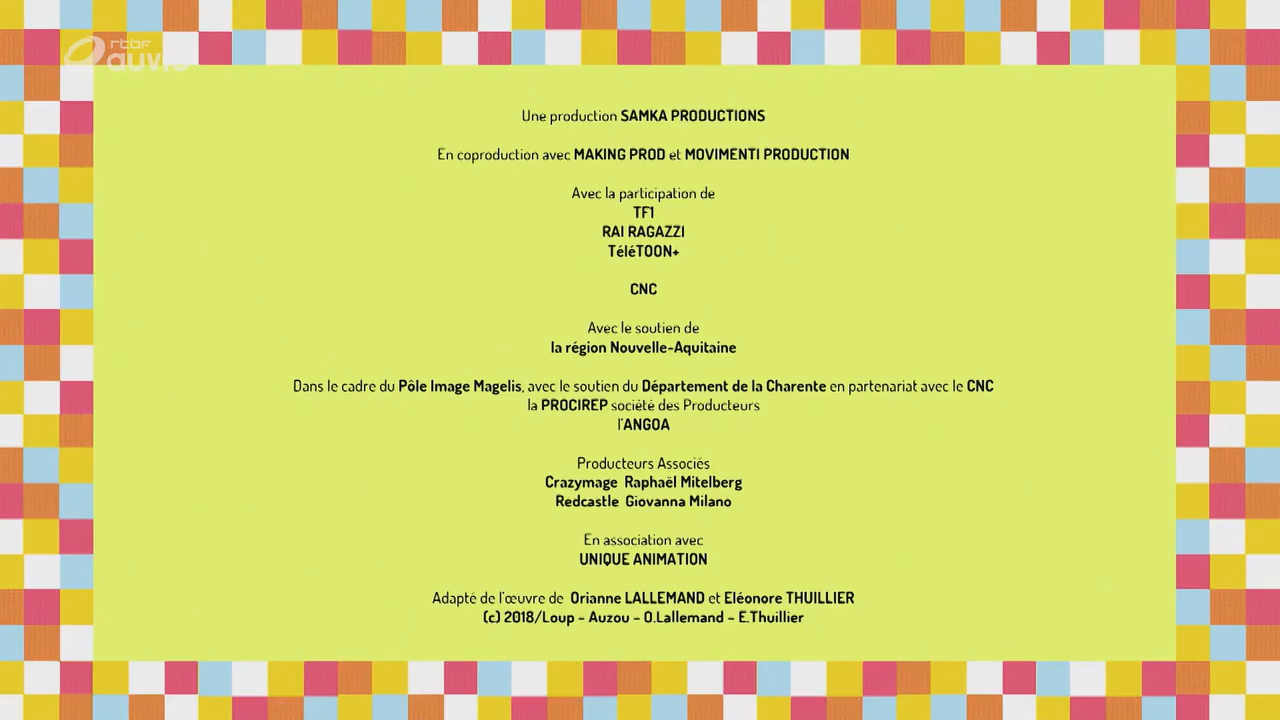 rtbf
auvio
Une production SAMKA PRODUCTIONS
En coproduction avec MAKING PROD et MOVIMENTI PRODUCTION
Avec la participation de
TF1
RAI RAGAZZI
TéléTOON+
CNC
Avec le soutien de
la région Nouvelle-Aquitaine
Dans le cadre du Pôle Image Magelis, avec le soutien du Département de la Charente en partenariat avec le CNC
la PROCIREP société des Producteurs
l'ANGOA
Producteurs Associés
Crazymage Raphaël Mitelberg
Redcastle Giovanna Milano
En association avec
UNIQUE ANIMATION
Adapté de l'œuvre de Orianne LALLEMAND et Eléonore THUILLIER
(c) 2018/Loup - Auzou - O.Lallemand - E.Thuillier